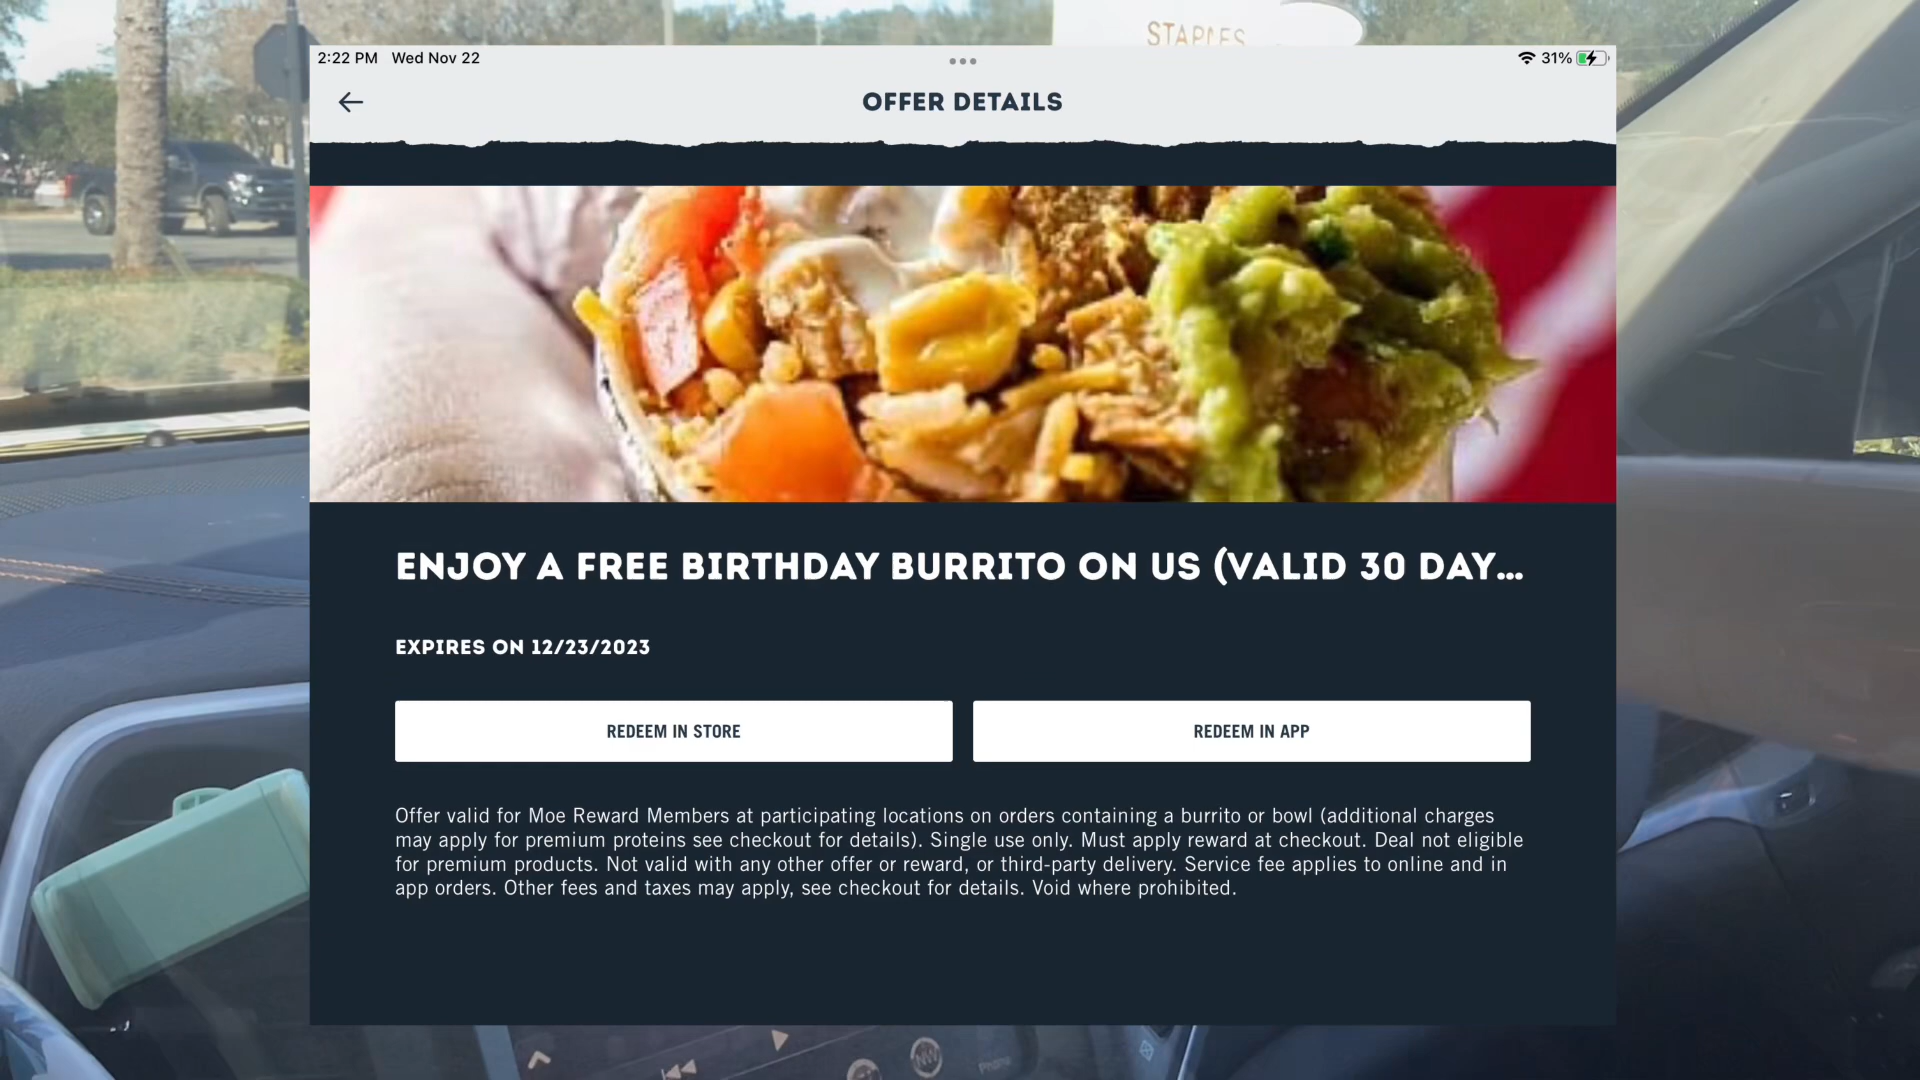 STAPLES
2:22 PM Wed Nov 22
31%
OFFER DETAILS
ENJOY A FREE BIRTHDAY BURRITO ON US (VALID 30 DAY...
EXPIRES ON 12/23/2023
REDEEM IN STORE
REDEEM IN APP
Offer valid for Moe Reward Members at participating locations on orders containing a burrito or bowl (additional charges
may apply for premium proteins see checkout for details). Single use only. Must apply reward at checkout. Deal not eligible
for premium products. Not valid with any other offer or reward, or third-party delivery. Service fee applies to online and in
app orders. Other fees and taxes may apply, see checkout for details. Void where prohibited.
NW